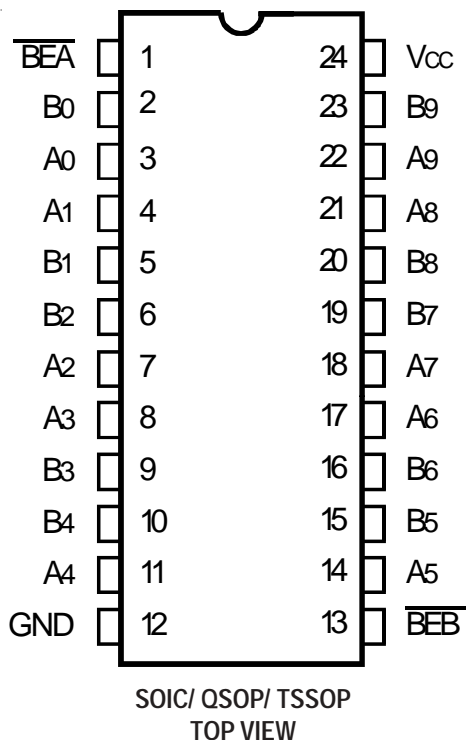 BEA 1 24 VCC
B0 2 23 B9
A0 3 22 A9
A1 4 21 A8
B1 5 20 B8
B2 6 19 B7
A2 7 18 A7
A3 8 17 A6
B3 9 16 B6
B4 10 15 B5
A4 11 14 A5
GND 12 13 BEB
SOIC/ QSOP/ TSSOP
TOP VIEW